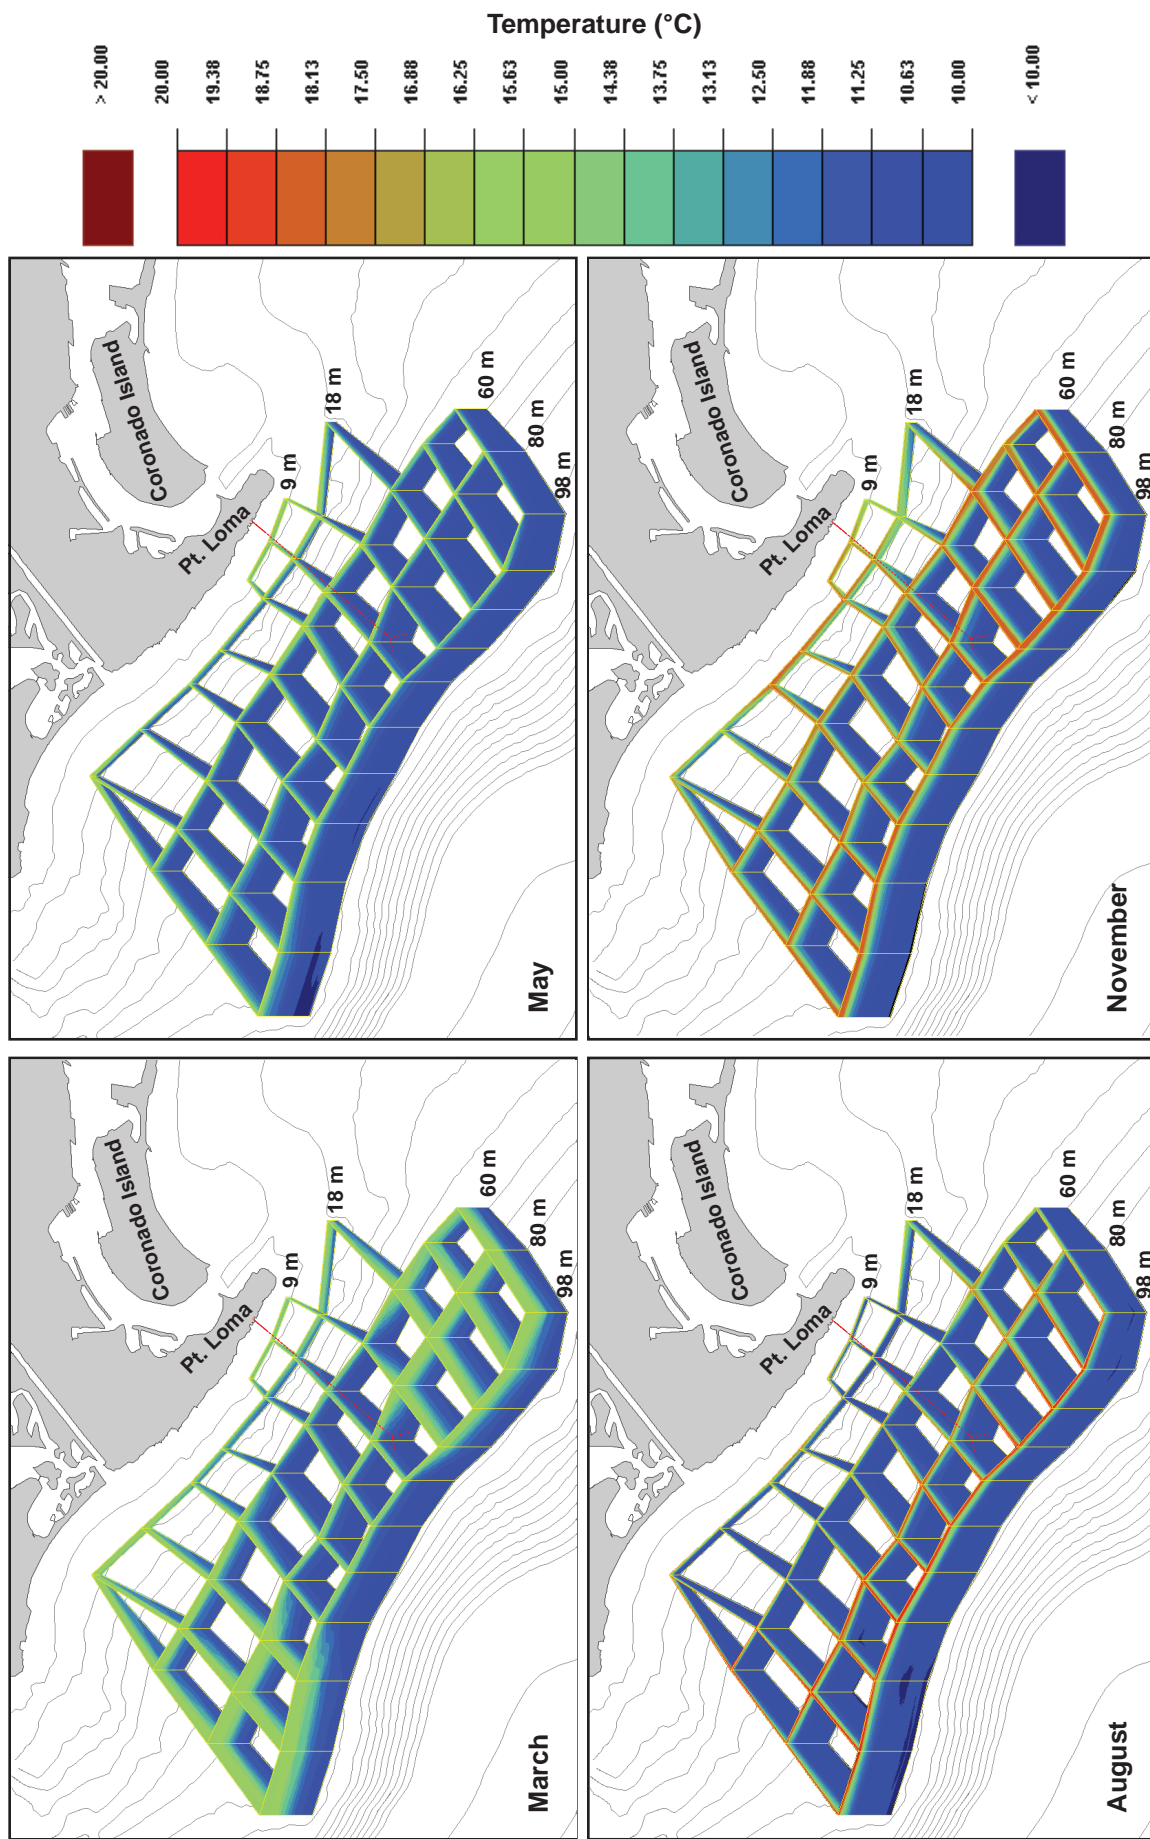 Temperature (°C)
> 20.00
20.00
19.38
18.75
18.13
17.50
16.88
16.25
15.63
15.00
14.38
13.75
13.13
12.50
11.88
11.25
10.63
10.00
< 10.00
Coronado Island
Pt. Loma
9 m
18 m
60 m
80 m
98 m
May
Coronado Island
Pt. Loma
9 m
18 m
60 m
80 m
98 m
November
Coronado Island
Pt. Loma
9 m
18 m
60 m
80 m
98 m
March
Coronado Island
Pt. Loma
9 m
18 m
60 m
80 m
98 m
August